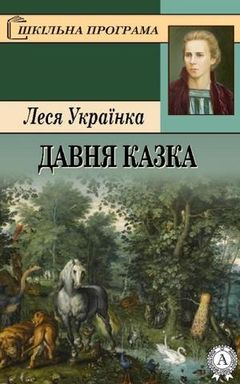 ШКІЛЬНА ПРОГРАМА
Леся Українка
ДАВНЯ КАЗКА